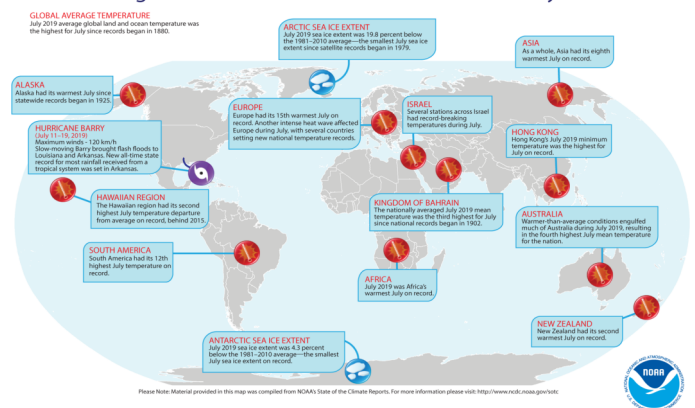 GLOBAL AVERAGE TEMPERATURE
July 2019 average global land and ocean temperature was
the highest for July since records began in 1880.
ARCTIC SEA ICE EXTENT
July 2019 sea ice extent was 19.8 percent below
the 1981–2010 average—the smallest July sea ice
extent since satellite records began in 1979.
ASIA
As a whole, Asia had its eighth
warmest July on record.
ALASKA
Alaska had its warmest July since
statewide records began in 1925.
EUROPE
Europe had its 15th warmest July on
record. Another intense heat wave affected
Europe during July, with several countries
setting new national temperature records.
ISRAEL
Several stations across Israel
had record-breaking
temperatures during July.
HURRICANE BARRY
(July 11–19, 2019)
Maximum winds - 120 km/h
Slow-moving Barry brought flash floods to
Louisiana and Arkansas. New all-time state
record for most rainfall received from a
tropical system was set in Arkansas.
HONG KONG
Hong Kong's July 2019 minimum
temperature was the highest for
July on record.
HAWAIIAN REGION
The Hawaiian region had its second
highest July temperature departure
from average on record, behind 2015.
KINGDOM OF BAHRAIN
The nationally averaged July 2019 mean
temperature was the third highest for July
since national records began in 1902.
AUSTRALIA
Warmer-than-average conditions engulfed
much of Australia during July 2019, resulting
in the fourth highest July mean temperature
for the nation.
SOUTH AMERICA
South America had its 12th
highest July temperature on
record.
AFRICA
July 2019 was Africa's
warmest July on record.
NEW ZEALAND
New Zealand had its second
warmest July on record.
ANTARCTIC SEA ICE EXTENT
July 2019 sea ice extent was 4.3 percent
below the 1981–2010 average—the smallest
July sea ice extent on record.
NOAA
Please Note: Material provided in this map was compiled from NOAA's State of the Climate Reports. For more information please visit: http://www.ncdc.noaa.gov/sotc